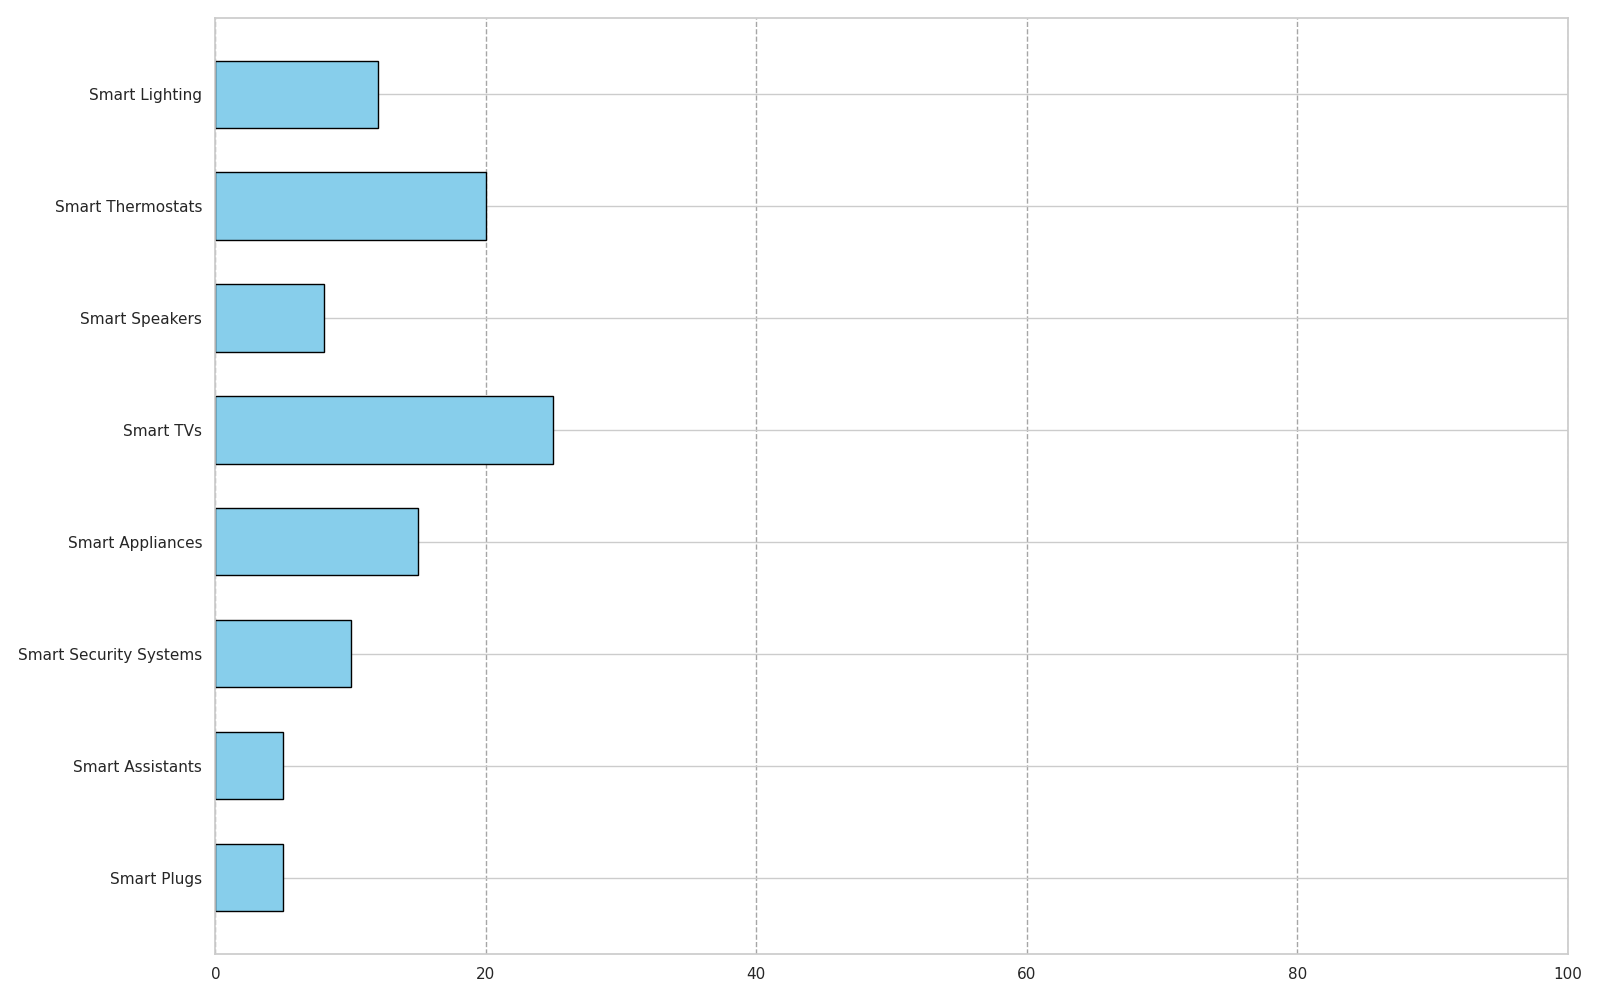 Smart Lighting
Smart Thermostats
Smart Speakers
Smart TVs
Smart Appliances
Smart Security Systems
Smart Assistants
Smart Plugs
0 20 40 60 80 100